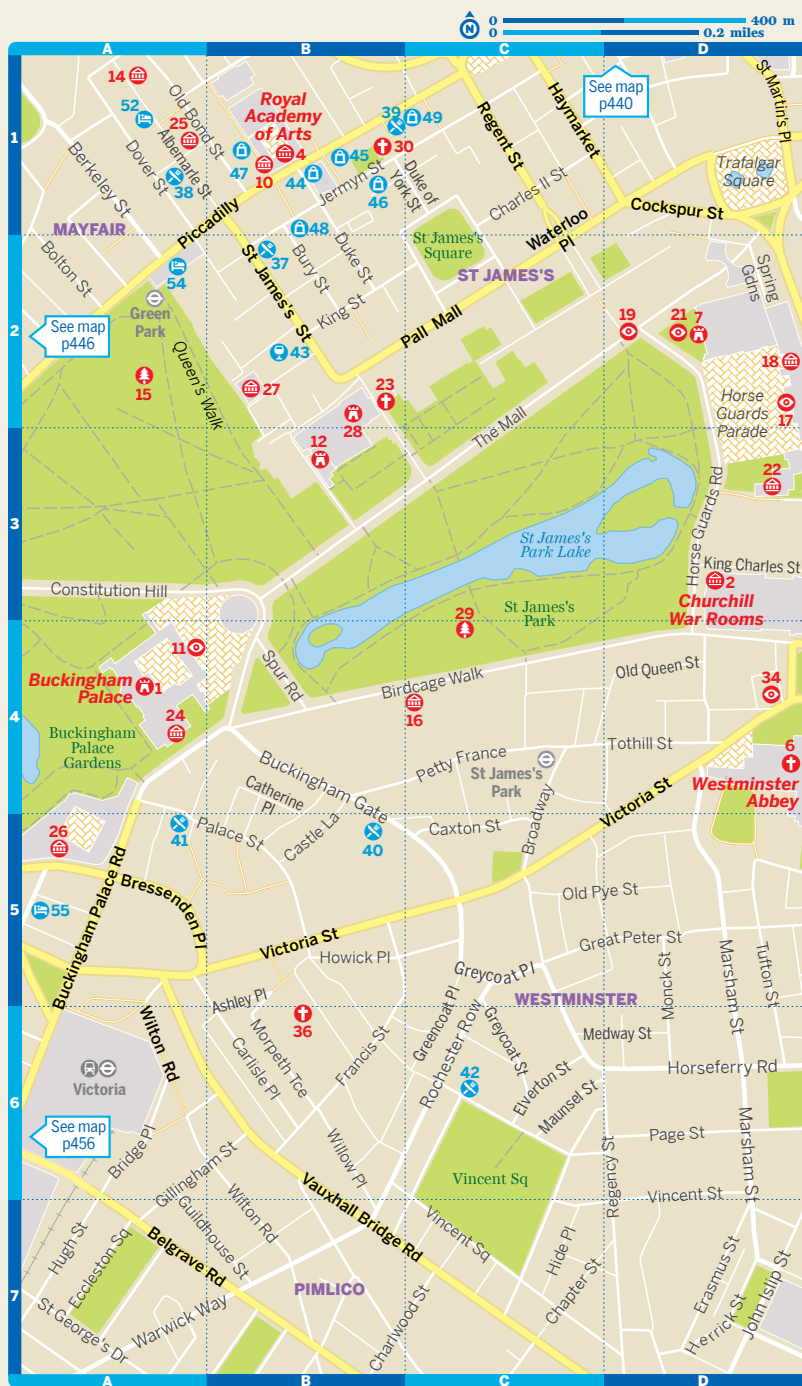 N
0 400 m
0 0.2 miles
A B C D
14
52
Old Bond St
25
Albemarle St
Dover St
38
Berkeley St
MAYFAIR
Bolton St
Piccadilly
Royal
Academy
of Arts
47
10
4
44
45
39
49
30
Jermyn St
46
Duke of
York St
Regent St
Haymarket
Charles II St
See map
p440
St Martin's Pl
Trafalgar
Square
Cockspur St
Waterloo
Pl
1
48
37
54
Green
Park
St James's St
Bury St
Duke St
King St
St James's
Square
ST JAMES'S
Pall Mall
19
21
7
Spring
Gdns
18
17
Horse
Guards
Parade
See map
p446
2
15
Queen's Walk
43
27
23
28
12
The Mall
22
3
Horse Guards Rd
King Charles St
2
Churchill
War Rooms
St James's
Park Lake
St James's
Park
29
Constitution Hill
11
Buckingham
Palace
1
24
Buckingham
Palace
Gardens
4
Spur Rd
Birdcage Walk
16
Old Queen St
34
Tothill St
6
Westminster
Abbey
Petty France
St James's
Park
Buckingham Gate
Catherine
Pl
Castle La
Palace St
41
40
Caxton St
Broadway
Victoria St
26
55
5
Buckingham Palace Rd
Bressenden Pl
Victoria St
Howick Pl
Old Pye St
Great Peter St
Greycoat Pl
WESTMINSTER
Monck St
Marsham St
Tufton St
Ashley Pl
36
Wilton Rd
Morpeth Tce
Carlisle Pl
Francis St
Greencoat Pl
Rochester Row
Greycoat St
Medway St
Horseferry Rd
42
Elverton St
Maunsel St
Victoria
6
See map
p456
Bridge Pl
Gillingham St
Willow Pl
Vincent Sq
Page St
Regency St
Marsham St
Vincent St
Hugh St
Eccleston Sq
Guildhouse St
Wilton Rd
Belgrave Rd
Vauxhall Bridge Rd
Vincent Sq
Hide Pl
Chapter St
Erasmus St
Herrick St
John Islip St
7
PIMLICO
St George's Dr
Warwick Way
Charlwood St
A B C D